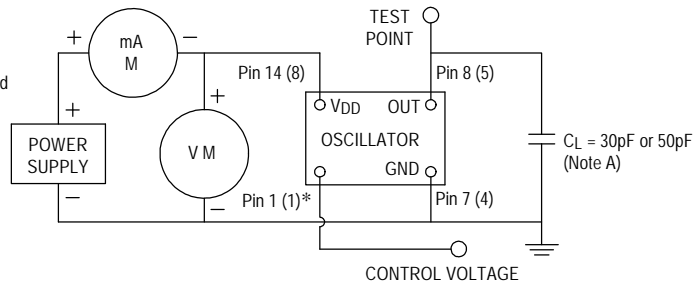 TEST
POINT
+
mA
M
−
Pin 14 (8)
Pin 8 (5)
d
+
+
VDD
OUT
POWER
SUPPLY
V M
OSCILLATOR
CL = 30pF or 50pF
(Note A)
GND
−
−
Pin 1 (1)*
Pin 7 (4)
CONTROL VOLTAGE